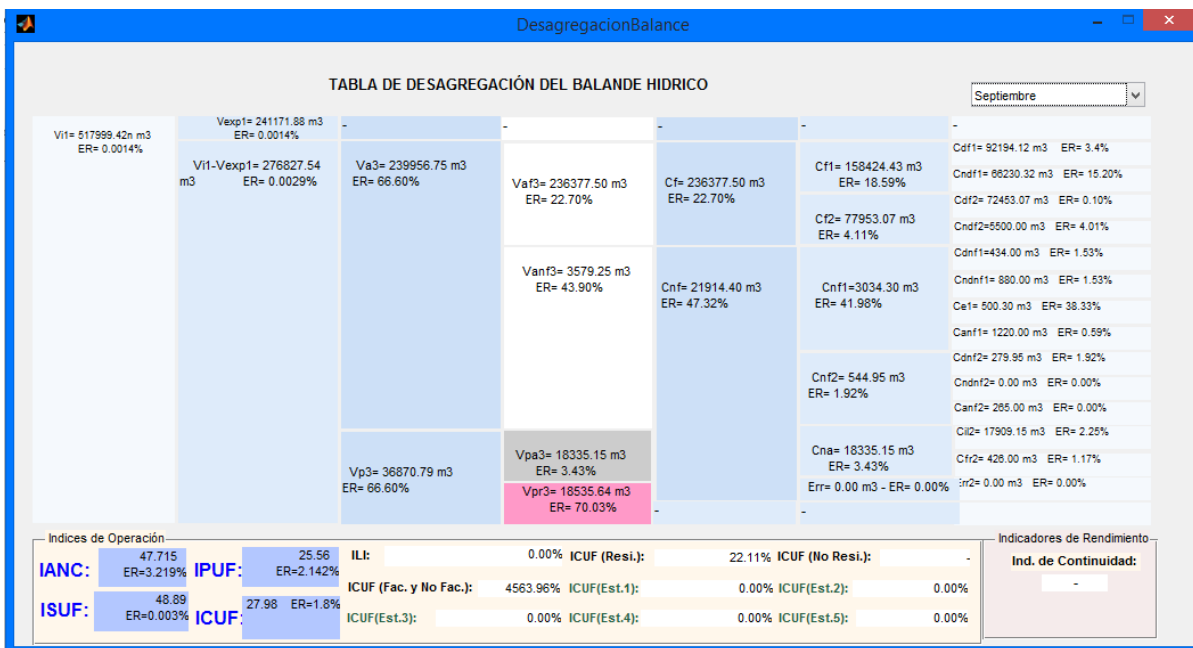 DesagregacionBalance
TABLA DE DESAGREGACIÓN DEL BALANDE HIDRICO
Septiembre
Vi1= 517999.42n m3
ER= 0.0014%
Vexp1= 241171.88 m3
ER= 0.0014%
-
-
-
-
-
Vi1-Vexp1= 276827.54
m3 ER= 0.0029%
Va3= 239956.75 m3
ER= 66.60%
Vp3= 36870.79 m3
ER= 66.60%
Vaf3= 236377.50 m3
ER= 22.70%
Vanf3= 3579.25 m3
ER= 43.90%
Vpa3= 18335.15 m3
ER= 3.43%
Vpr3= 18535.64 m3
ER= 70.03%
Cf= 236377.50 m3
ER= 22.70%
Cnf= 21914.40 m3
ER= 47.32%
-
Cf1= 158424.43 m3
ER= 18.59%
Cf2= 77953.07 m3
ER= 4.11%
Cnf1=3034.30 m3
ER= 41.98%
Cnf2= 544.95 m3
ER= 1.92%
Cna= 18335.15 m3
ER= 3.43%
Err= 0.00 m3 - ER= 0.00%
-
Cdf1= 92194.12 m3 ER= 3.4%
Cndf1= 66230.32 m3 ER= 15.20%
Cdf2= 72453.07 m3 ER= 0.10%
Cndf2=5500.00 m3 ER= 4.01%
Cdnf1=434.00 m3 ER= 1.53%
Cndnf1= 880.00 m3 ER= 1.53%
Ce1= 500.30 m3 ER= 38.33%
Canf1= 1220.00 m3 ER= 0.59%
Cdnf2= 279.95 m3 ER= 1.92%
Cndnf2= 0.00 m3 ER= 0.00%
Canf2= 265.00 m3 ER= 0.00%
Cil2= 17909.15 m3 ER= 2.25%
Cfr2= 426.00 m3 ER= 1.17%
Err2= 0.00 m3 ER= 0.00%
Indices de Operación
IANC: 47.715
ER=3.219%
IPUF: 25.56
ER=2.142%
ISUF: 48.89
ER=0.003%
ICUF: 27.98 ER=1.8%
ILI: 0.00% ICUF (Resi.): 22.11% ICUF (No Resi.): -
ICUF (Fac. y No Fac.): 4563.96% ICUF(Est.1): 0.00% ICUF(Est.2): 0.00%
ICUF(Est.3): 0.00% ICUF(Est.4): 0.00% ICUF(Est.5): 0.00%
Indicadores de Rendimiento
Ind. de Continuidad:
-